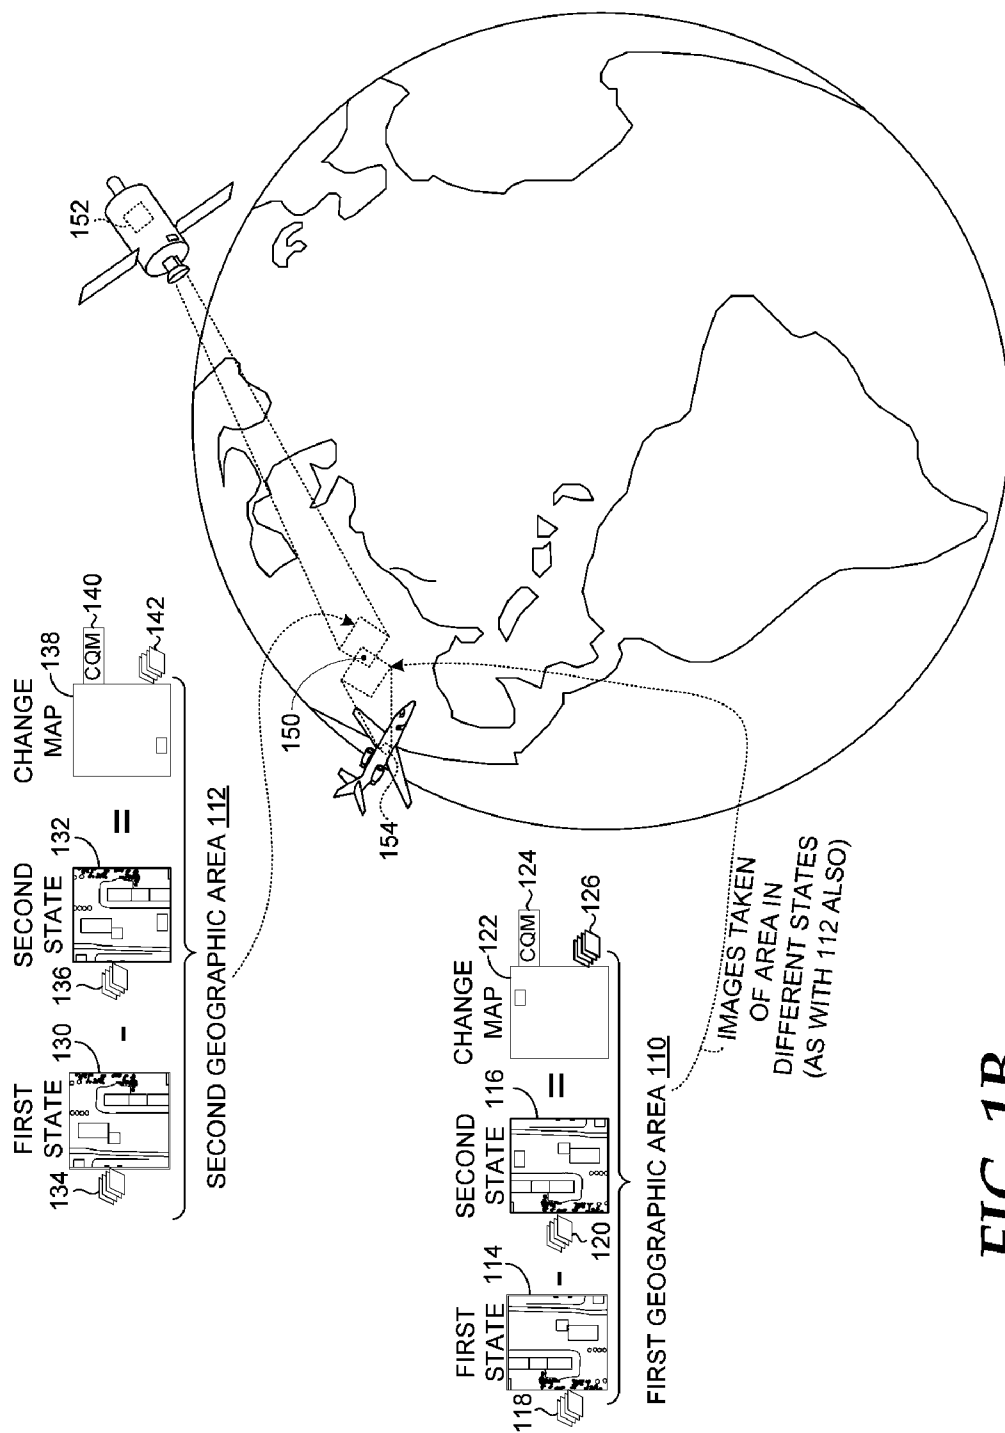 FIRST
STATE
130
134
SECOND
STATE
132
136
CHANGE
MAP
138
CQM
140
142
SECOND GEOGRAPHIC AREA 112
152
150
154
FIRST
STATE
114
118
SECOND
STATE
116
120
CHANGE
MAP
122
CQM
124
126
FIRST GEOGRAPHIC AREA 110
IMAGES TAKEN
OF AREA IN
DIFFERENT STATES
(AS WITH 112 ALSO)
FIG. 1B